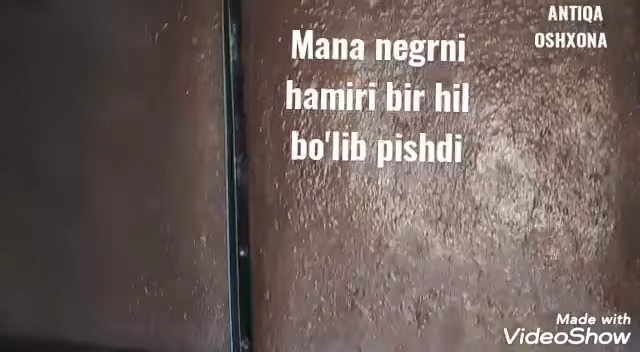 ANTIQA
OSHXONA
Mana negrni
hamiri bir hil
bo'lib pishdi
Made with
VideoShow